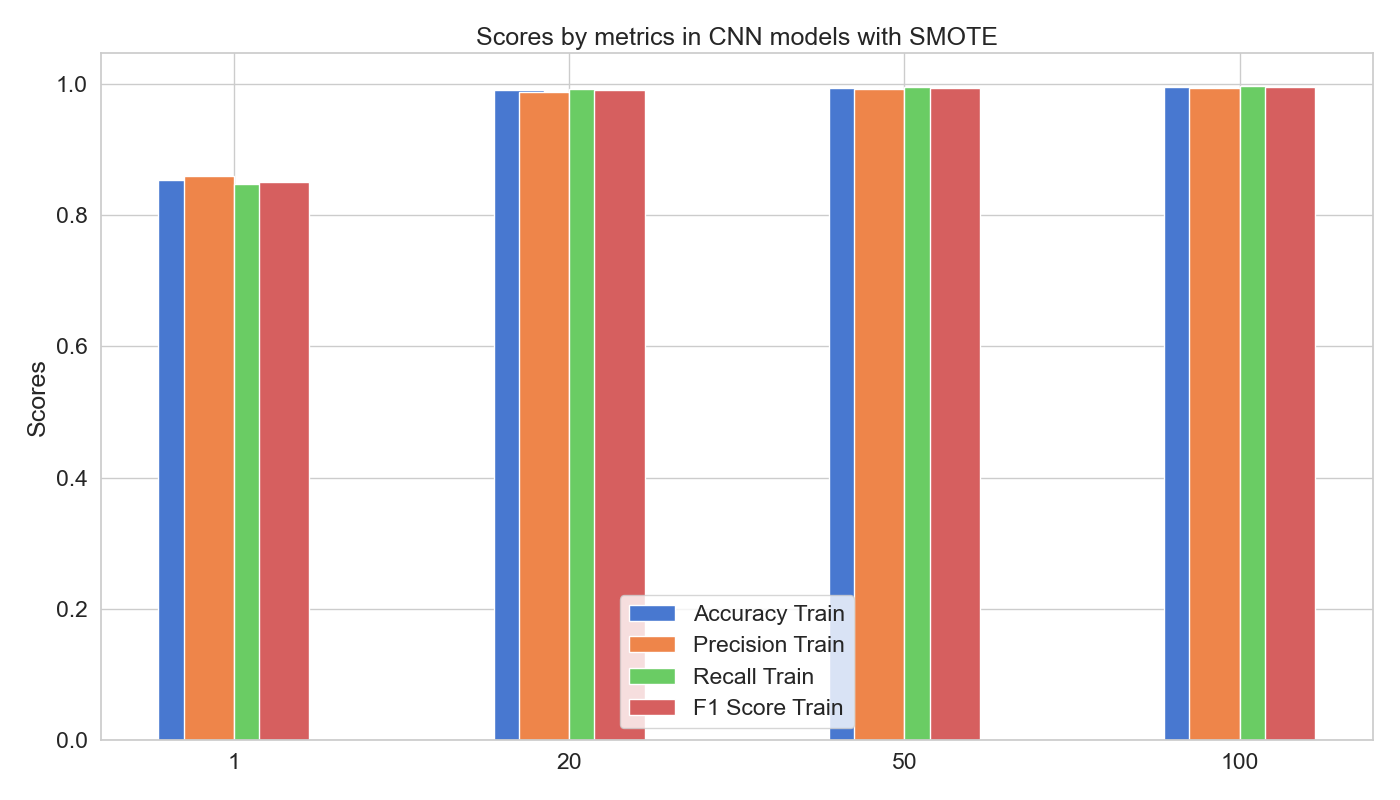 Scores by metrics in CNN models with SMOTE
1.0
0.8
0.6
0.4
0.2
0.0
Scores
Accuracy Train
Precision Train
Recall Train
F1 Score Train
1 20 50 100